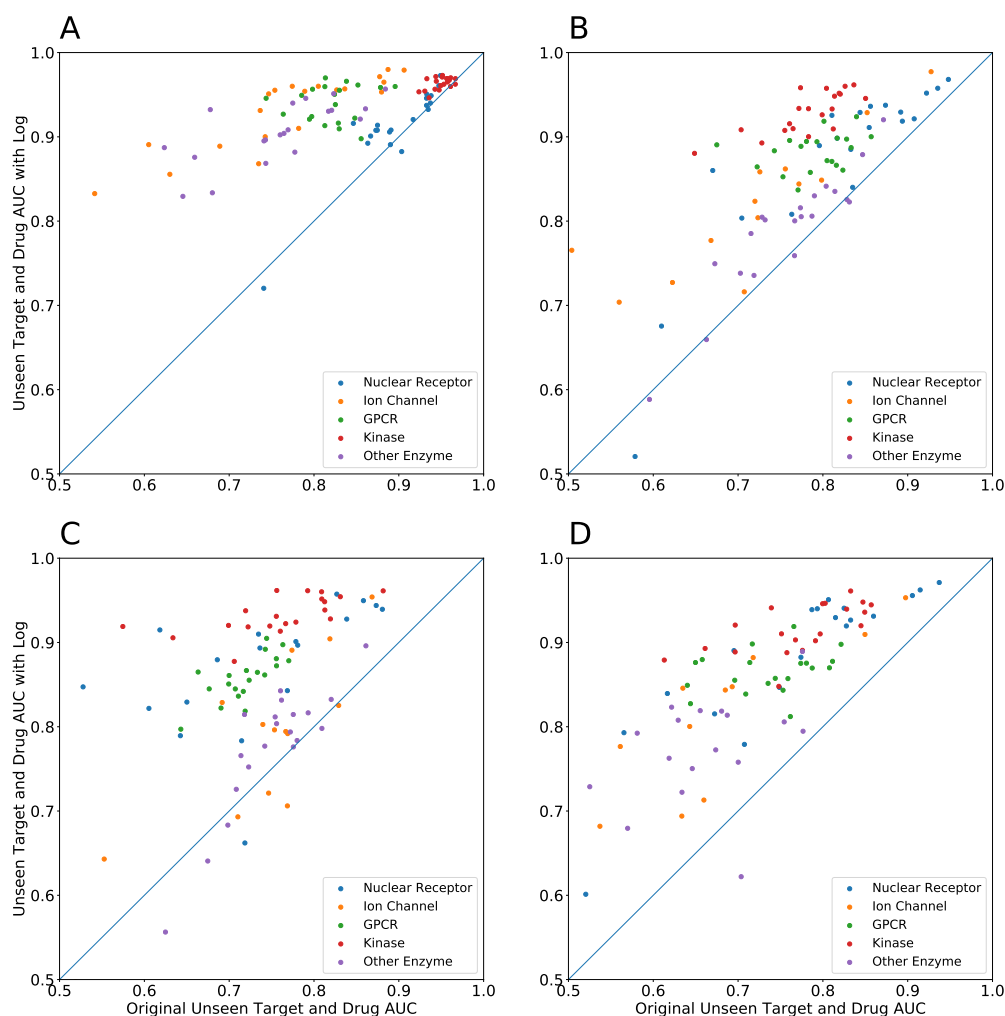 A
B
1.0
0.9
0.8
0.7
0.6
0.5
Unseen Target and Drug AUC with Log
Nuclear Receptor
Ion Channel
GPCR
Kinase
Other Enzyme
0.5 0.6 0.7 0.8 0.9 1.0
1.0
0.9
0.8
0.7
0.6
0.5
Nuclear Receptor
Ion Channel
GPCR
Kinase
Other Enzyme
0.5 0.6 0.7 0.8 0.9 1.0
C
D
1.0
0.9
0.8
0.7
0.6
0.5
Unseen Target and Drug AUC with Log
Nuclear Receptor
Ion Channel
GPCR
Kinase
Other Enzyme
0.5 0.6 0.7 0.8 0.9 1.0
Original Unseen Target and Drug AUC
1.0
0.9
0.8
0.7
0.6
0.5
Nuclear Receptor
Ion Channel
GPCR
Kinase
Other Enzyme
0.5 0.6 0.7 0.8 0.9 1.0
Original Unseen Target and Drug AUC